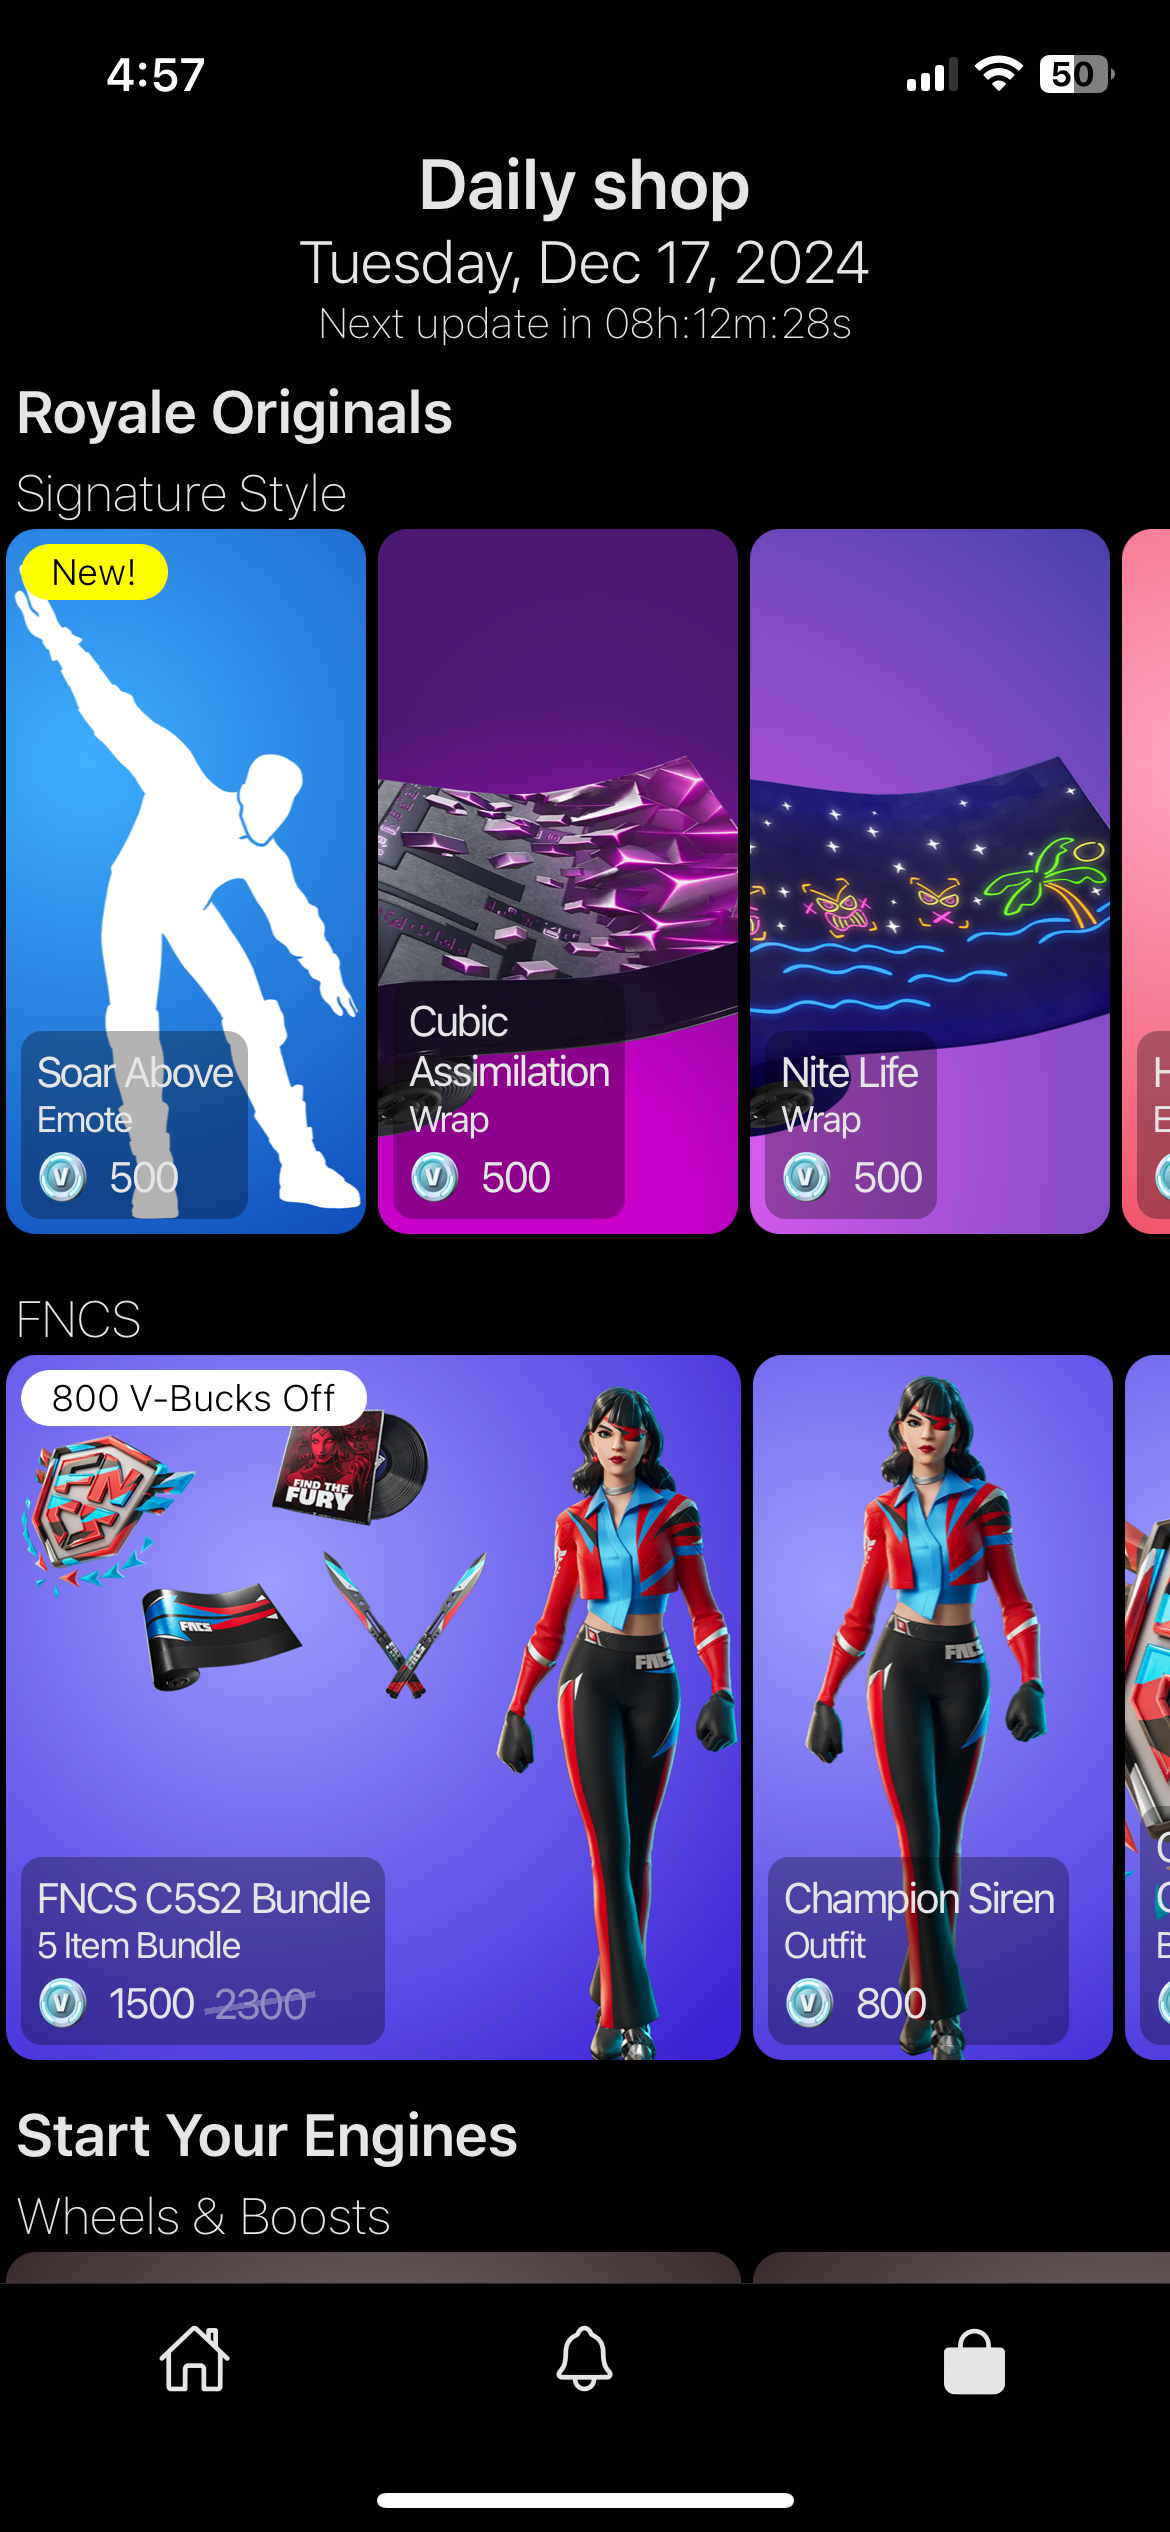 4:57
50
Daily shop
Tuesday, Dec 17, 2024
Next update in 08h:12m:28s
Royale Originals
Signature Style
New!
Soar Above
Emote
500
Cubic
Assimilation
Wrap
500
Nite Life
Wrap
500
H
E
FNCS
800 V-Bucks Off
FIND THE
FURY
FNCS
FNCS
FNCS C5S2 Bundle
5 Item Bundle
1500 2300
FNCS
Champion Siren
Outfit
800
Start Your Engines
Wheels & Boosts